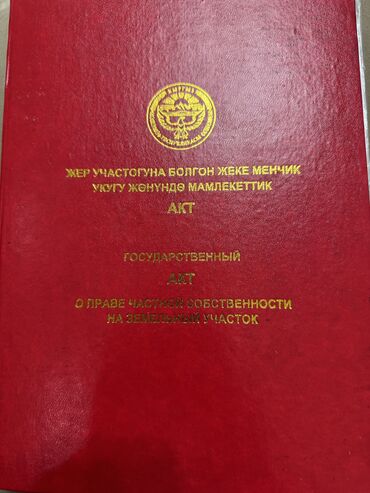 ЖЕР УЧАСТОГУНА БОЛГОН ЖЕКЕ МЕНЧИК
УКУГУ ЖӨНҮНДӨ МАМЛЕКЕТТИК
АКТ
ГОСУДАРСТВЕННЫЙ
АКТ
О ПРАВЕ ЧАСТНОЙ СОБСТВЕННОСТИ
НА ЗЕМЕЛЬНЫЙ УЧАСТОК